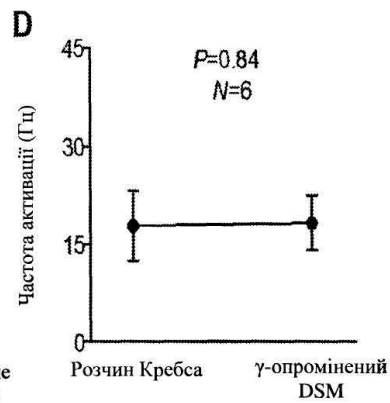 D
45
P=0.84
N=6
30
15
0
Частота активації (Гц)
Розчин Кребса
γ-опромінений
DSM